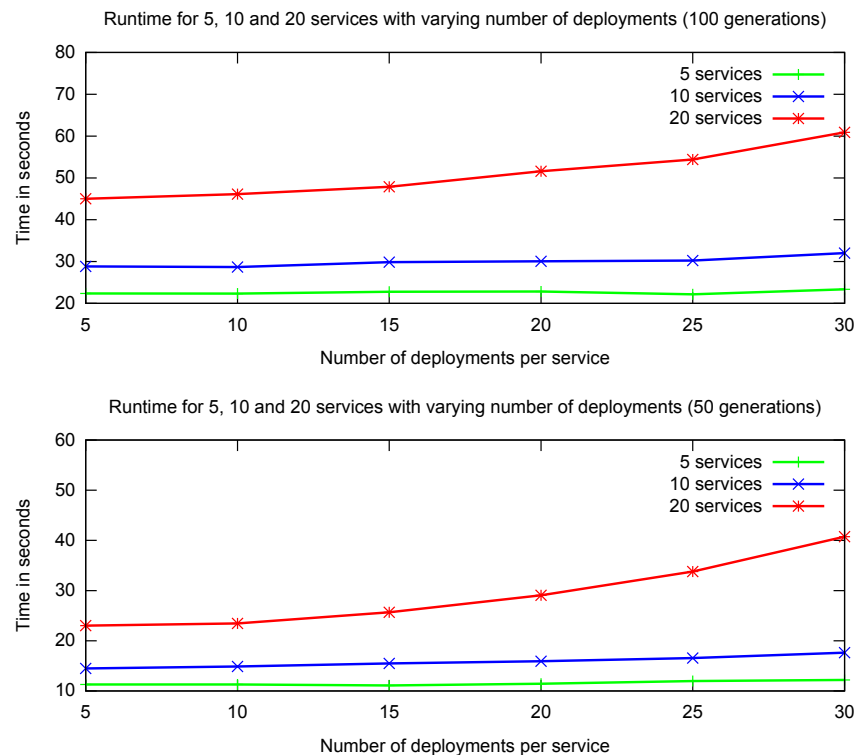 Runtime for 5, 10 and 20 services with varying number of deployments (100 generations)
80
70
60
50
40
30
20
Time in seconds
5 services
10 services
20 services
5 10 15 20 25 30
Number of deployments per service
Runtime for 5, 10 and 20 services with varying number of deployments (50 generations)
60
50
40
30
20
10
Time in seconds
5 services
10 services
20 services
5 10 15 20 25 30
Number of deployments per service